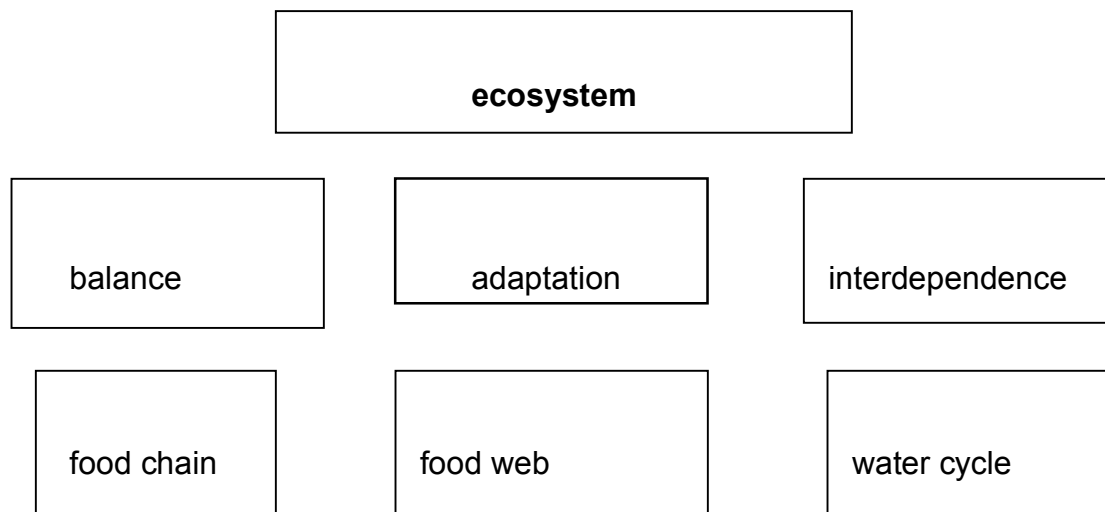 ecosystem
balance adaptation interdependence
food chain food web water cycle